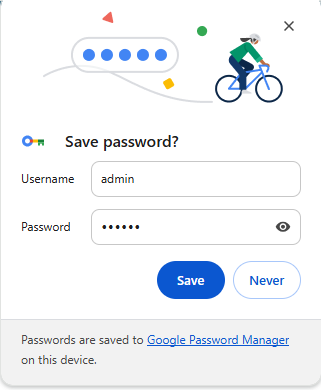 Save password?
Username admin
Password ••••••
Save Never
Passwords are saved to Google Password Manager
on this device.